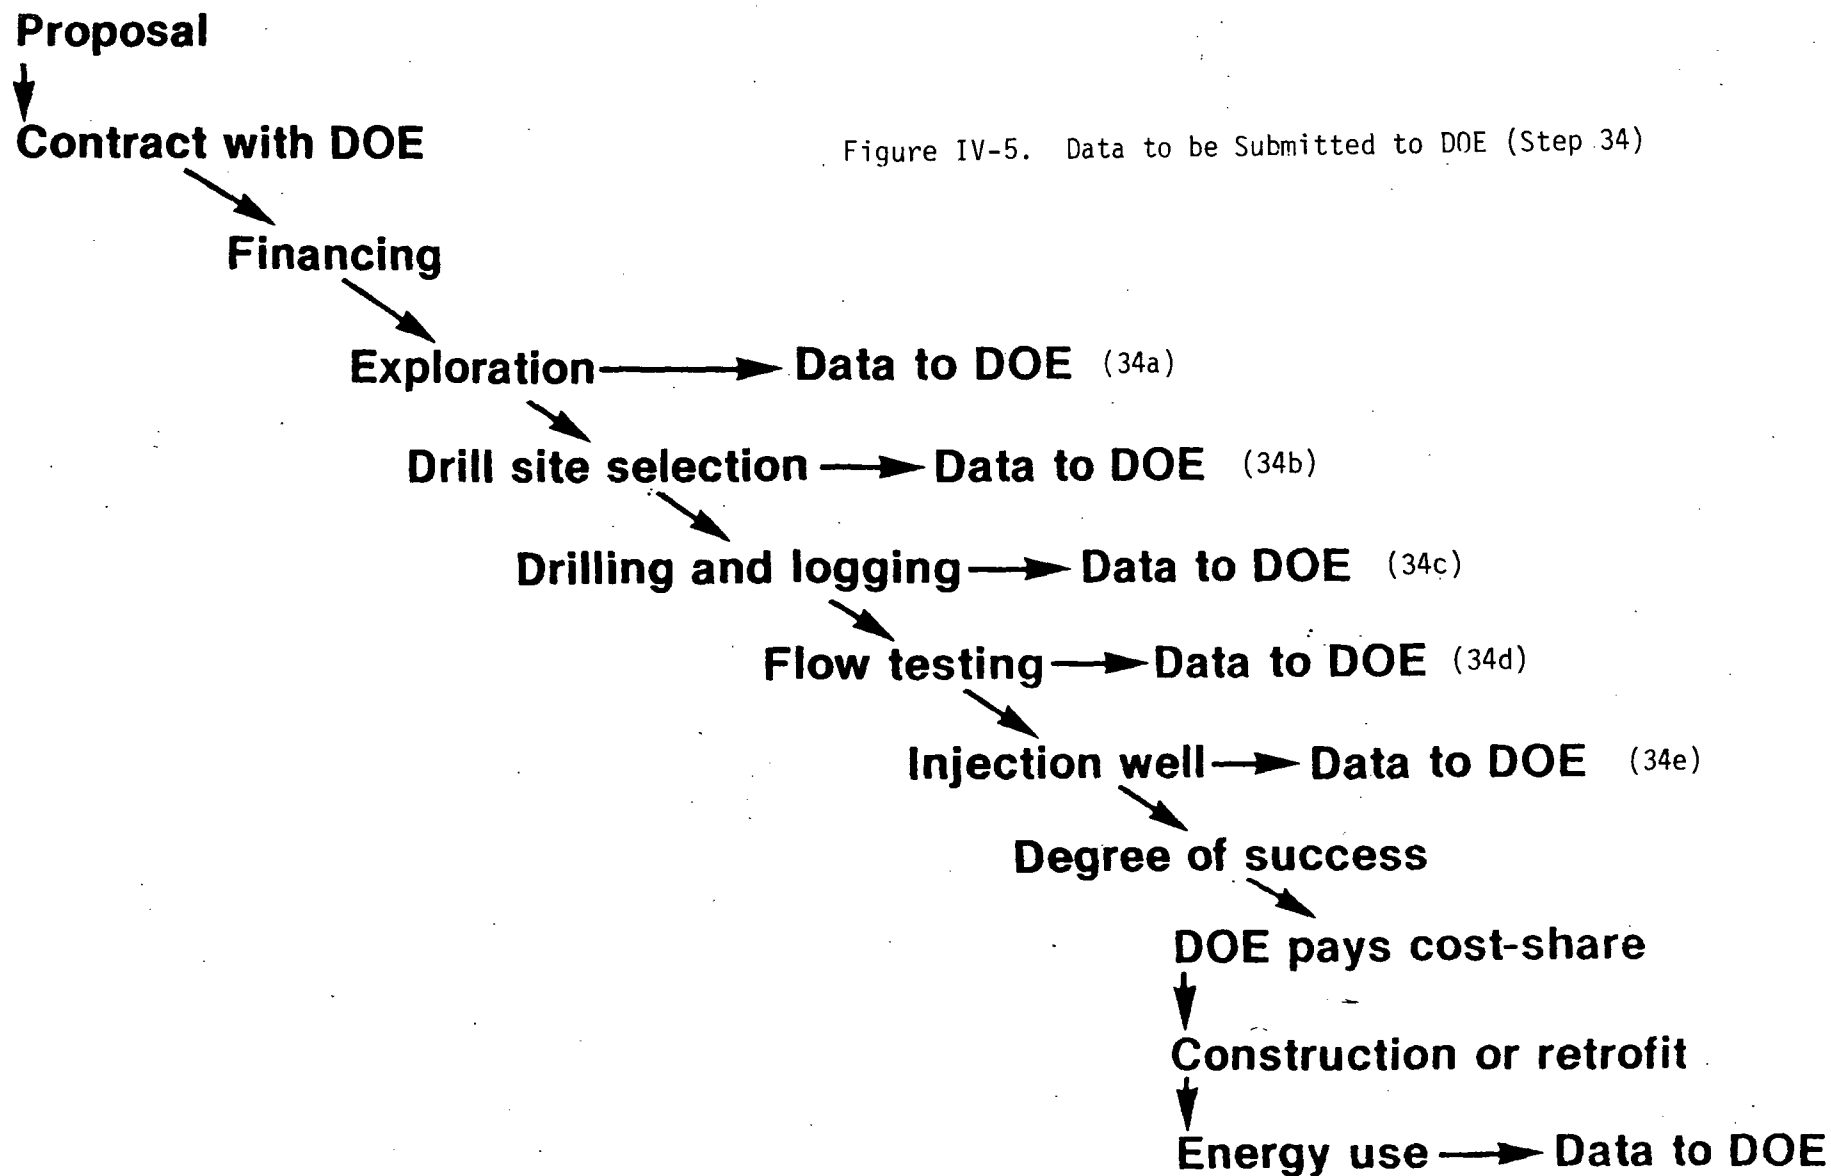 Proposal
Contract with DOE
Figure IV-5. Data to be Submitted to DOE (Step 34)
Financing
Exploration Data to DOE (34a)
Drill site selection Data to DOE (34b)
Drilling and logging Data to DOE (34c)
Flow testing Data to DOE (34d)
Injection well Data to DOE (34e)
Degree of success
DOE pays cost-share
Construction or retrofit
Energy use Data to DOE